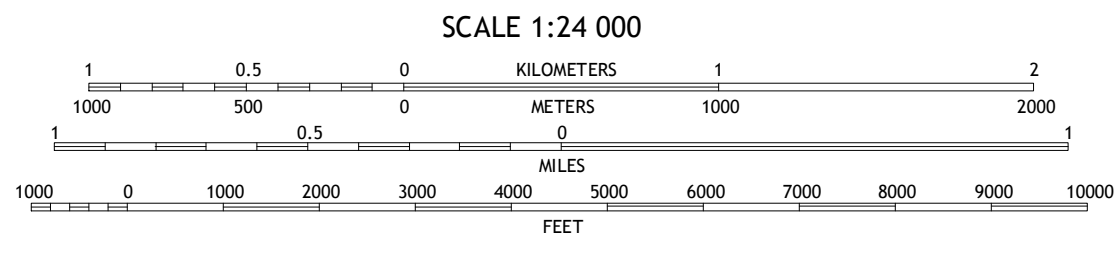 SCALE 1:24 000
1 0.5 0 KILOMETERS 1 2
1000 500 0 METERS 1000 2000
1 0.5 0 1
MILES
1000 0 1000 2000 3000 4000 5000 6000 7000 8000 9000 10000
FEET